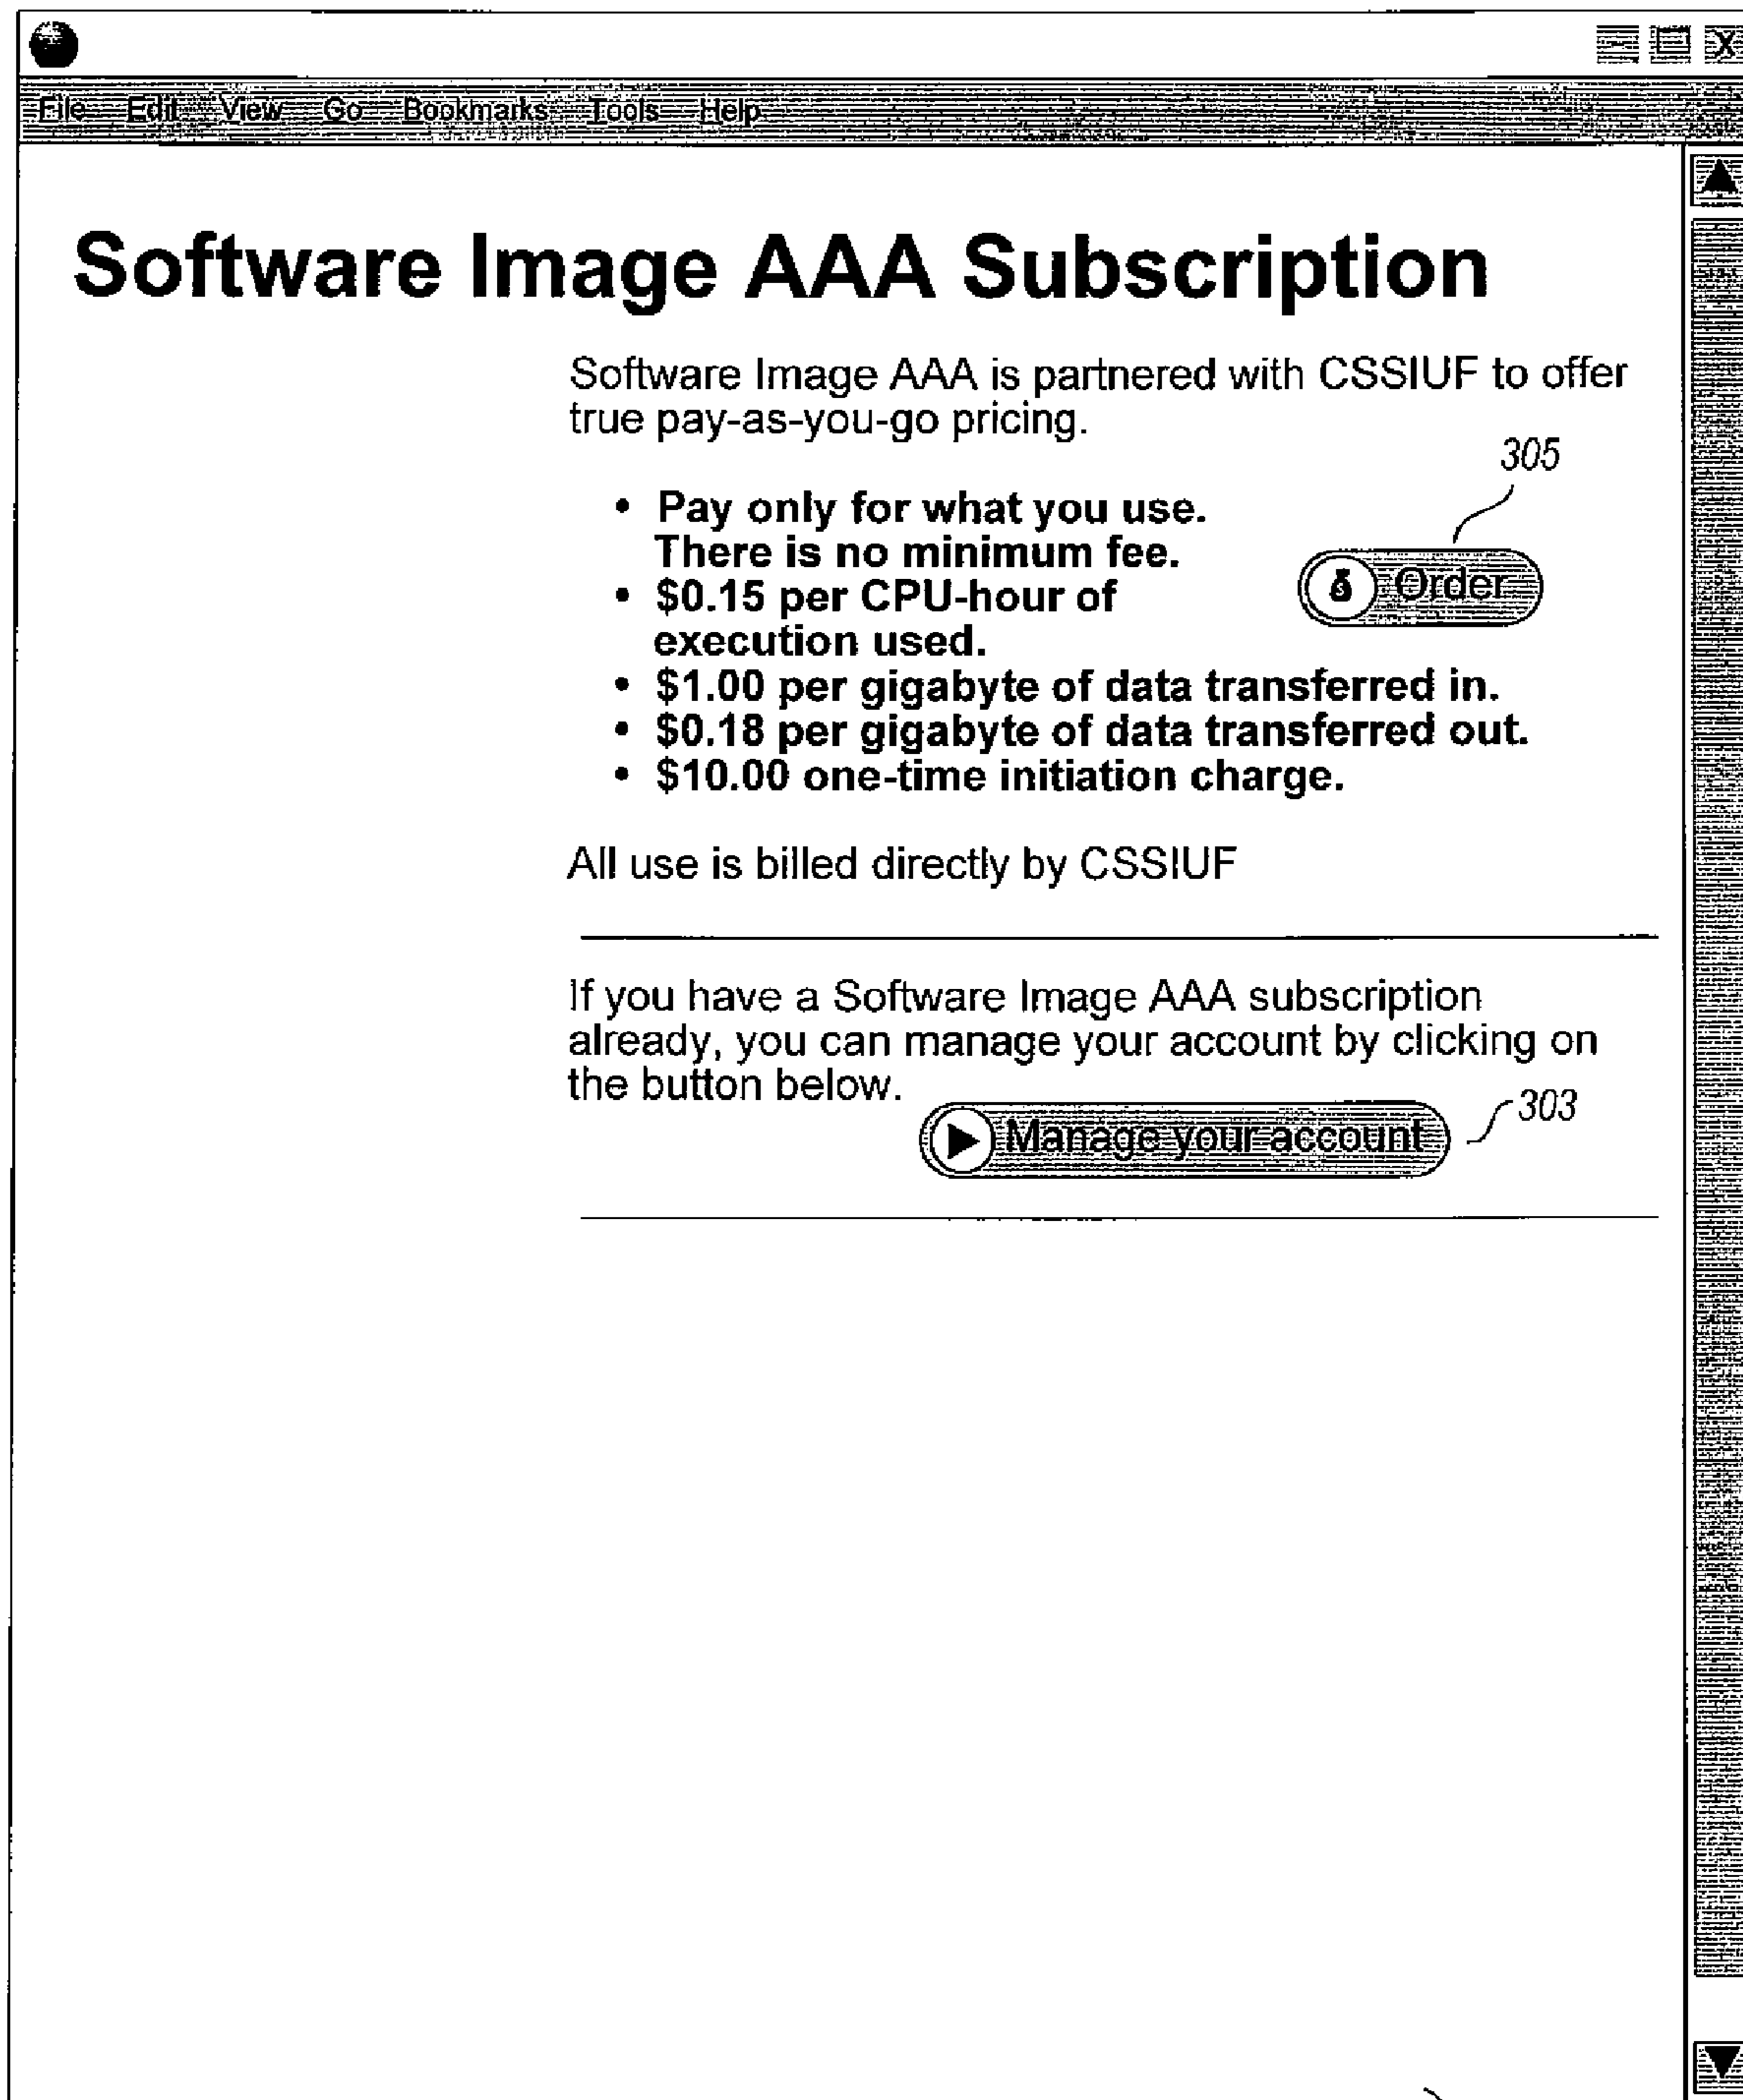 X
File Edit View Go Bookmarks Tools Help
Software Image AAA Subscription
Software Image AAA is partnered with CSSIUF to offer
true pay-as-you-go pricing.
305
• Pay only for what you use.
There is no minimum fee.
Order
• $0.15 per CPU-hour of
execution used.
• $1.00 per gigabyte of data transferred in.
• $0.18 per gigabyte of data transferred out.
• $10.00 one-time initiation charge.
All use is billed directly by CSSIUF
If you have a Software Image AAA subscription
already, you can manage your account by clicking on
the button below.
303
Manage your account